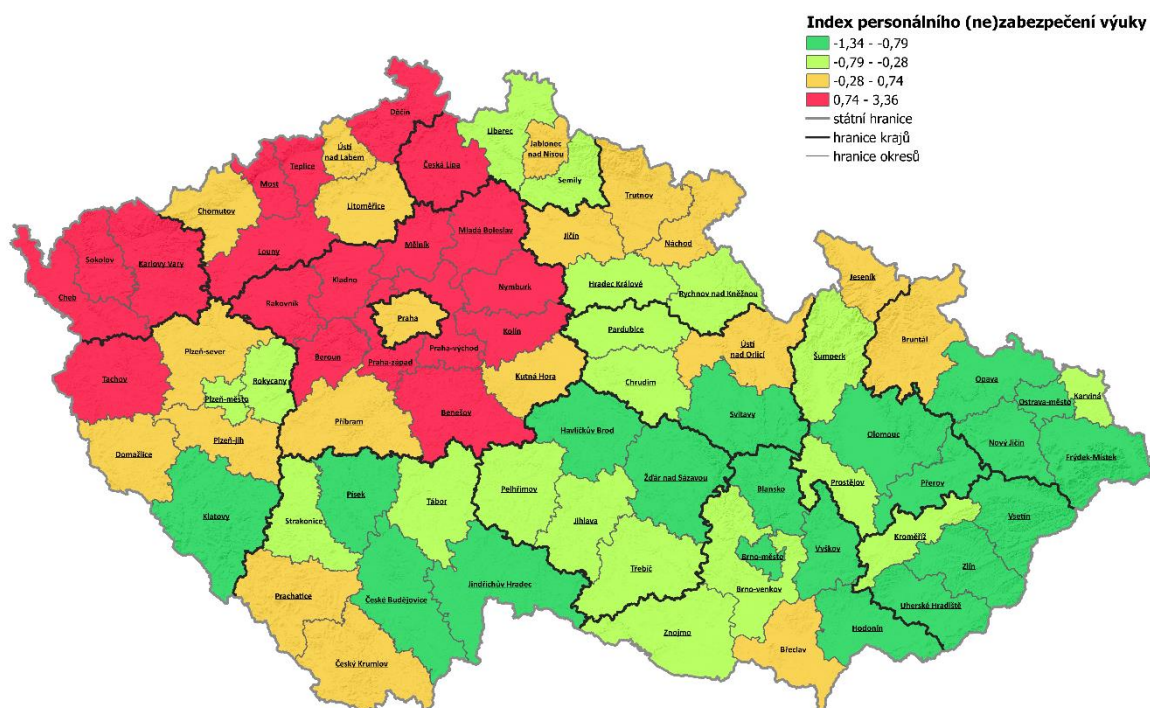 Index personálního (ne)zabezpečení výuky
-1,34 - -0,79
-0,79 - -0,28
-0,28 - 0,74
0,74 - 3,36
státní hranice
hranice krajů
hranice okresů
Děčín
Liberec
Ústí
nad Labem
Jablonec
nad Nisou
Teplice
Česká Lípa
Most
Semily
Trutnov
Chomutov
Litoměřice
Jičín
Náchod
Mladá Boleslav
Mělník
Louny
Sokolov
Karlovy Vary
Kladno
Nymburk
Jeseník
Cheb
Rakovník
Hradec Králové
Rychnov nad Kněžnou
Praha
Kolín
Pardubice
Bruntál
Plzeň-sever
Beroun
Praha-západ
Praha-východ
Ústí
nad Orlicí
Šumperk
Tachov
Rokycany
Kutná Hora
Chrudim
Opava
Plzeň-město
Benešov
Svitavy
Ostrava-město
Karviná
Příbram
Havlíčkův Brod
Olomouc
Nový Jičín
Domažlice
Plzeň-jih
Frýdek-Místek
Žďár nad Sázavou
Prostějov
Přerov
Klatovy
Písek
Tábor
Pelhřimov
Blansko
Strakonice
Jihlava
Vsetín
Kroměříž
Vyškov
Brno-město
Třebíč
Zlín
Jindřichův Hradec
Brno-venkov
Prachatice
České Budějovice
Uherské Hradiště
Znojmo
Hodonín
Břeclav
Český Krumlov